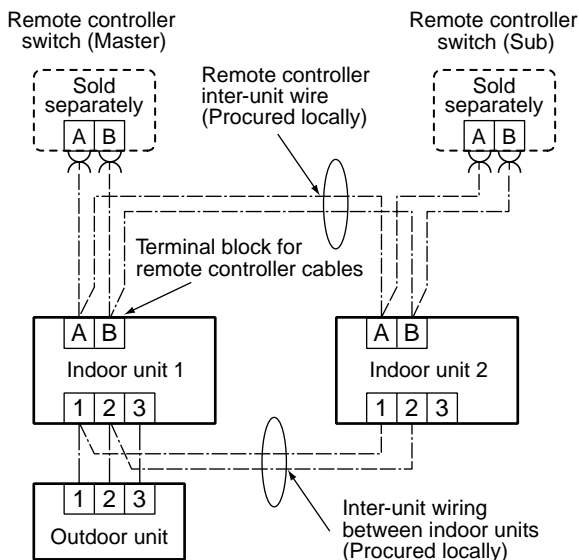 Remote controller
switch (Master)
Remote controller
switch (Sub)
Sold
separately
A B
Remote controller
inter-unit wire
(Procured locally)
Sold
separately
A B
Terminal block for
remote controller cables
A B
Indoor unit 1
1 2 3
A B
Indoor unit 2
1 2 3
1 2 3
Outdoor unit
Inter-unit wiring
between indoor units
(Procured locally)